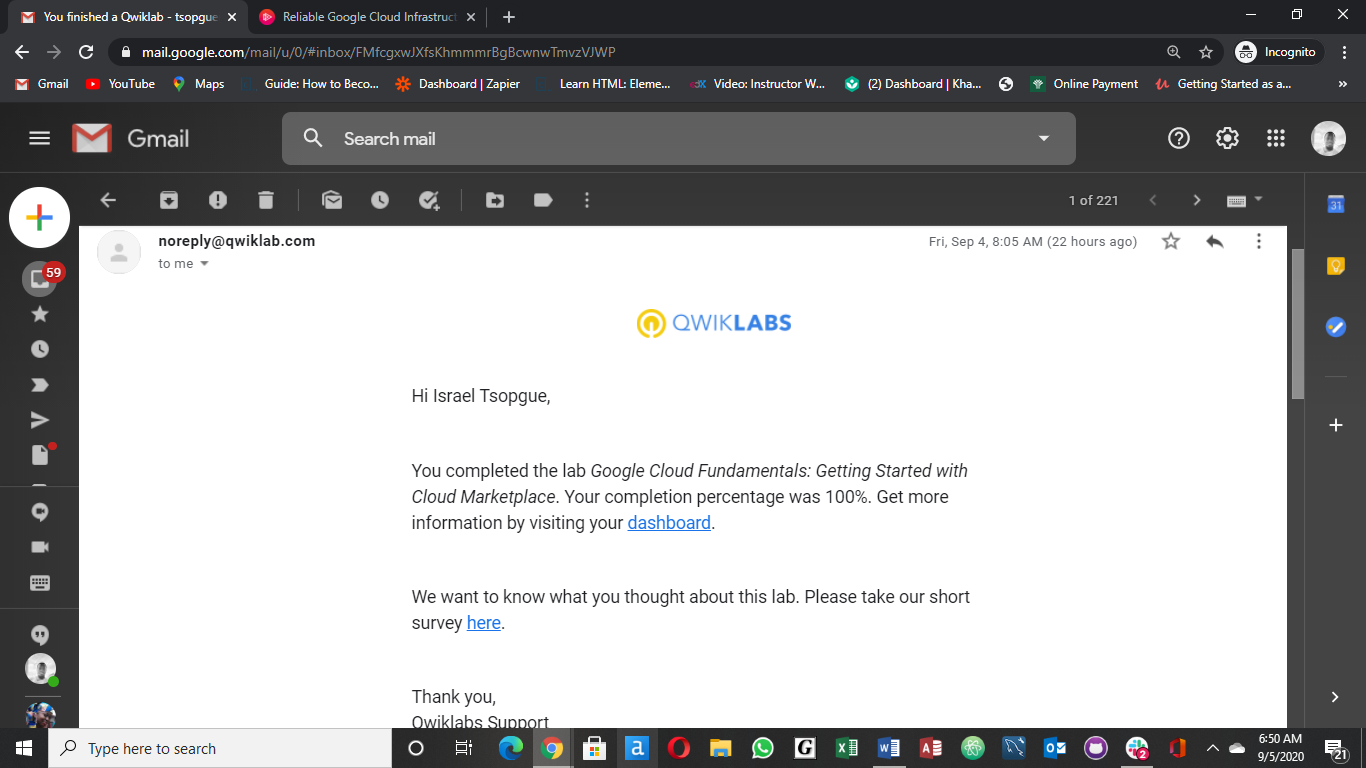 You finished a Qwiklab - tsopgue
Reliable Google Cloud Infrastruct
mail.google.com/mail/u/0/#inbox/FMfcgxwJXfsKhmmmrBgBcwnwTmvzVJWP
Incognito
Gmail YouTube Maps Guide: How to Beco... Dashboard | Zapier Learn HTML: Eleme... Video: Instructor W... (2) Dashboard | Kha... Online Payment Getting Started as a... »
Gmail
Search mail
1 of 221
31
noreply@qwiklab.com
Fri, Sep 4, 8:05 AM (22 hours ago)
to me
59
QWIKLABS
Hi Israel Tsopgue,
You completed the lab Google Cloud Fundamentals: Getting Started with
Cloud Marketplace. Your completion percentage was 100%. Get more
information by visiting your dashboard.
We want to know what you thought about this lab. Please take our short
survey here.
Thank you,
Qwiklabs Support
Type here to search
2
6:50 AM
9/5/2020
21